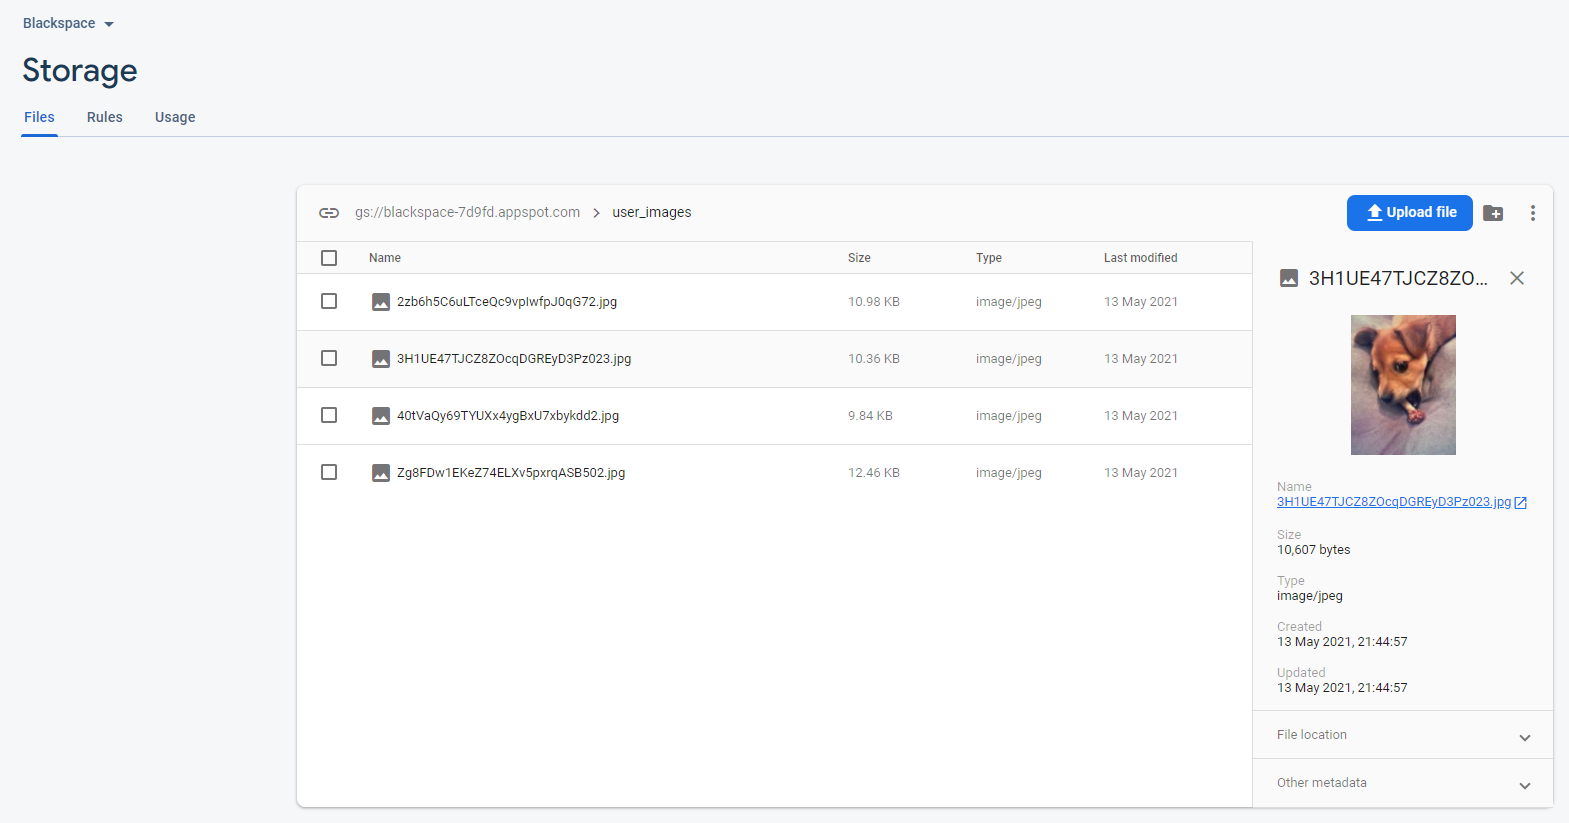 Blackspace
Storage
Files Rules Usage
gs://blackspace-7d9fd.appspot.com > user_images Upload file
Name Size Type Last modified
2zb6h5C6uLTceQc9vpIwfpJ0qG72.jpg 10.98 KB image/jpeg 13 May 2021
3H1UE47TJCZ8ZOcqDGREyD3Pz023.jpg 10.36 KB image/jpeg 13 May 2021
40tVaQy69TYUXx4ygBxU7xbykdd2.jpg 9.84 KB image/jpeg 13 May 2021
Zg8FDw1EKeZ74ELXv5pxrqASB502.jpg 12.46 KB image/jpeg 13 May 2021
3H1UE47TJCZ8ZO...
Name
3H1UE47TJCZ8ZOcqDGREyD3Pz023.jpg
Size
10,607 bytes
Type
image/jpeg
Created
13 May 2021, 21:44:57
Updated
13 May 2021, 21:44:57
File location
Other metadata